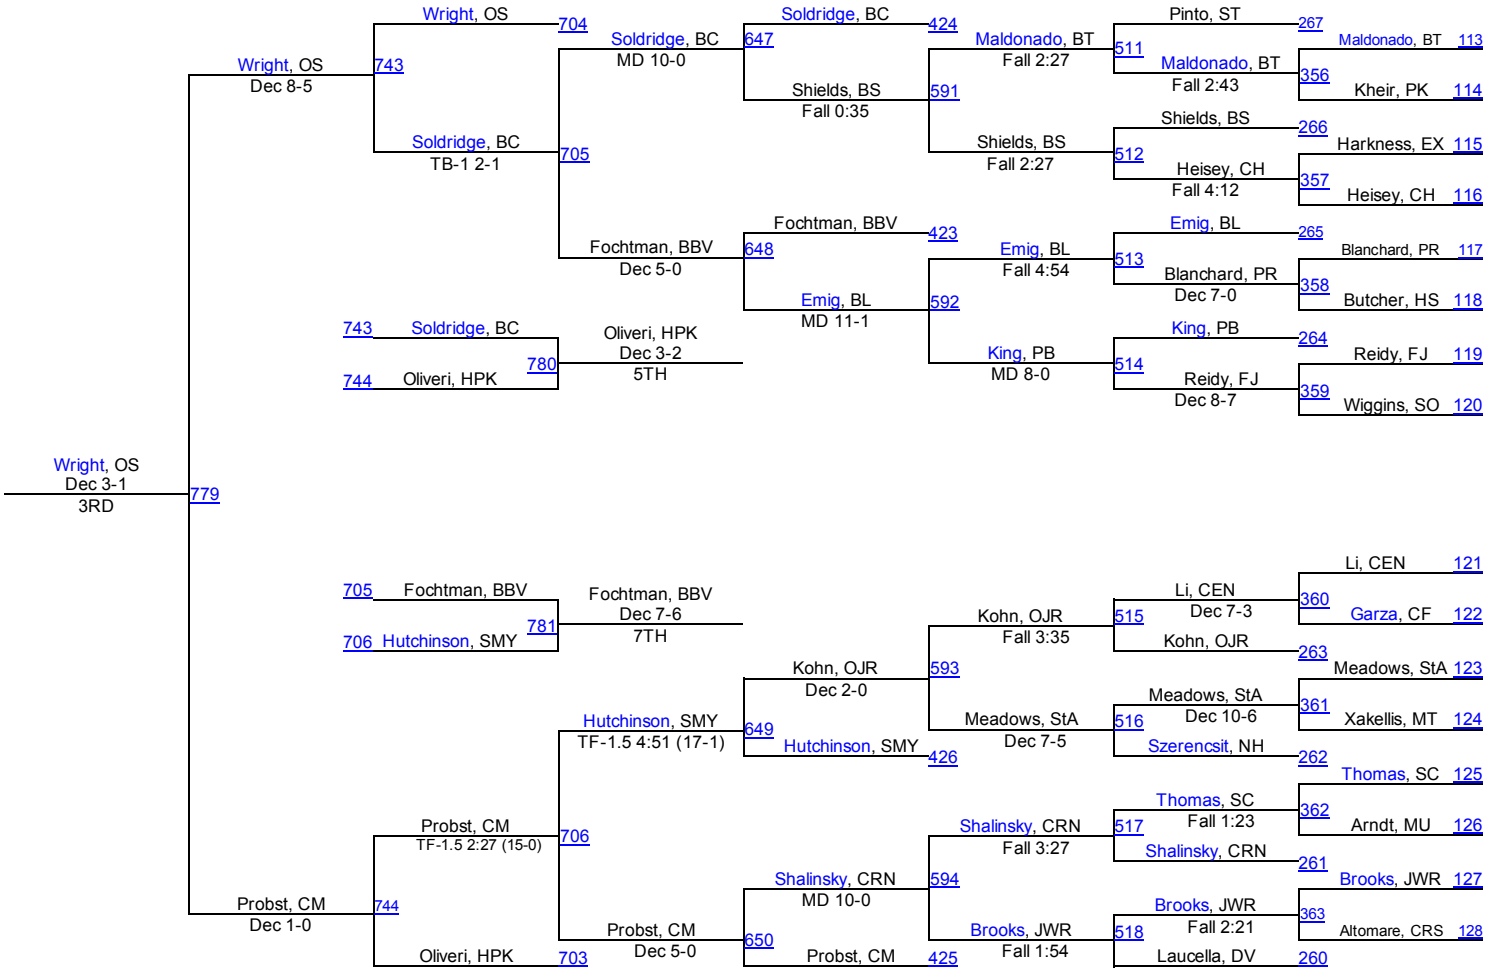 Wright, OS 704
Soldridge, BC 424
Pinto, ST 267
Soldridge, BC 647
MD 10-0
Maldonado, BT 511
Fall 2:27
Maldonado, BT 113
Wright, OS 743
Dec 8-5
Maldonado, BT 356
Fall 2:43
Shields, BS 591
Fall 0:35
Kheir, PK 114
Shields, BS 266
Soldridge, BC 705
TB-1 2-1
Shields, BS 512
Fall 2:27
Harkness, EX 115
Heisey, CH 357
Fall 4:12
Heisey, CH 116
Fochtman, BBV 423
Emig, BL 265
Fochtman, BBV 648
Dec 5-0
Emig, BL 513
Fall 4:54
Blanchard, PR 117
Blanchard, PR 358
Dec 7-0
Emig, BL 592
MD 11-1
Butcher, HS 118
743 Soldridge, BC
Oliveri, HPK
Dec 3-2
5TH
780
744 Oliveri, HPK
King, PB 264
King, PB 514
MD 8-0
Reidy, FJ 119
Reidy, FJ 359
Dec 8-7
Wiggins, SO 120
Wright, OS
Dec 3-1
3RD
779
Li, CEN 121
705 Fochtman, BBV
Fochtman, BBV
Dec 7-6
7TH
781
706 Hutchinson, SMY
Li, CEN 360
Dec 7-3
Kohn, OJR 515
Fall 3:35
Garza, CF 122
Kohn, OJR 263
Kohn, OJR 593
Dec 2-0
Meadows, StA 123
Meadows, StA 361
Dec 10-6
Hutchinson, SMY 649
TF-1.5 4:51 (17-1)
Meadows, StA 516
Dec 7-5
Xakellis, MT 124
Hutchinson, SMY 426
Szerencsit, NH 262
Thomas, SC 125
Thomas, SC 362
Fall 1:23
Probst, CM 706
TF-1.5 2:27 (15-0)
Shalinsky, CRN 517
Fall 3:27
Arndt, MU 126
Shalinsky, CRN 261
Shalinsky, CRN 594
MD 10-0
Brooks, JWR 127
Probst, CM 744
Dec 1-0
Brooks, JWR 363
Fall 2:21
Probst, CM 650
Dec 5-0
Brooks, JWR 518
Fall 1:54
Altomare, CRS 128
Oliveri, HPK 703
Probst, CM 425
Laucella, DV 260